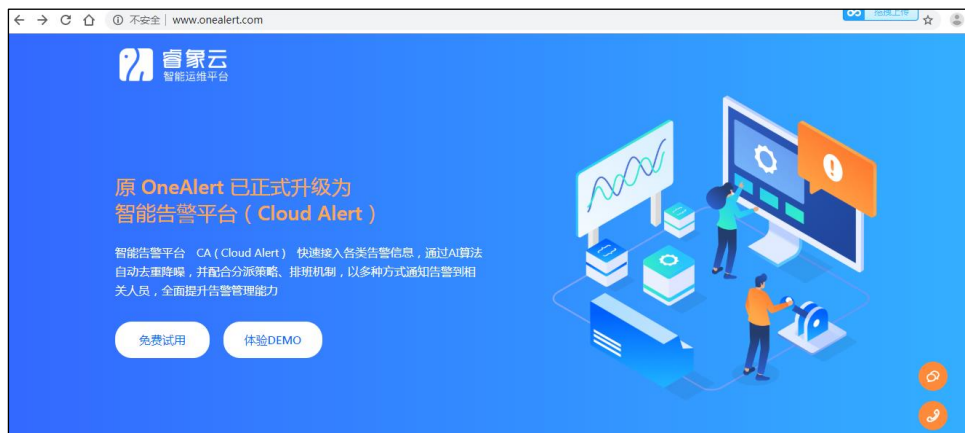 不安全 | www.onealert.com
拖拽上传
睿象云
智能运维平台
原 OneAlert 已正式升级为
智能告警平台（Cloud Alert）
智能告警平台 CA（Cloud Alert） 快速接入各类告警信息，通过AI算法
自动去重降噪，并配合分派策略、排班机制，以多种方式通知告警到相
关人员，全面提升告警管理能力
免费试用
体验DEMO